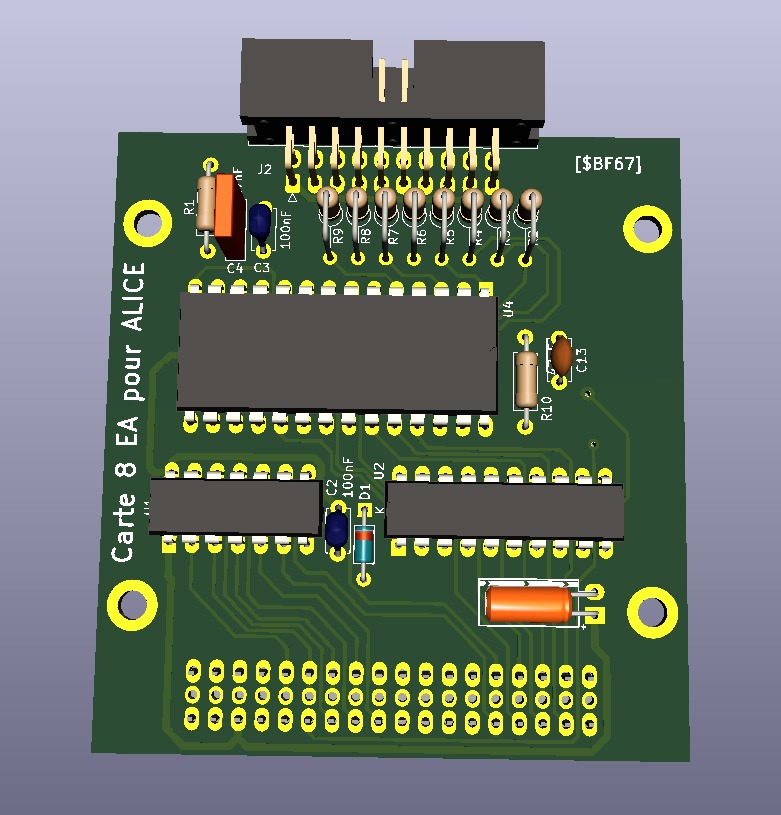 J2
[$BF67]
R1
100nF
C4
C3
R9
R8
R7
R6
R5
R4
U4
C13
R10
Carte 8 EA pour ALICE
C2
100nF
U2
D1
K
+